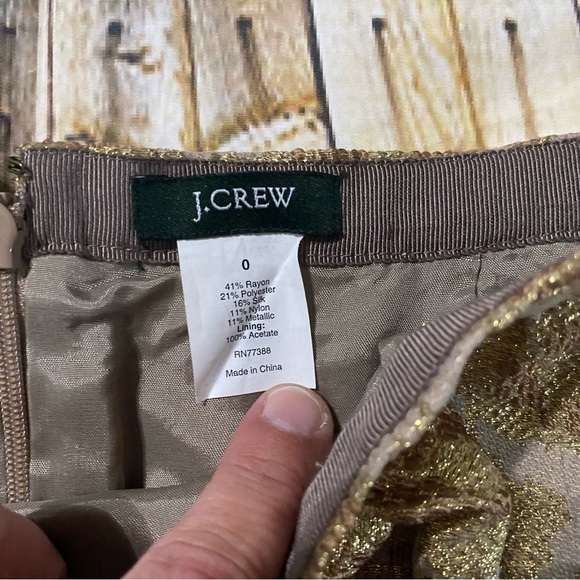 J.CREW
0
41% Rayon
21% Polyester
16% Silk
11% Nylon
11% Metallic
Lining:
100% Acetate
RN77388
Made in China